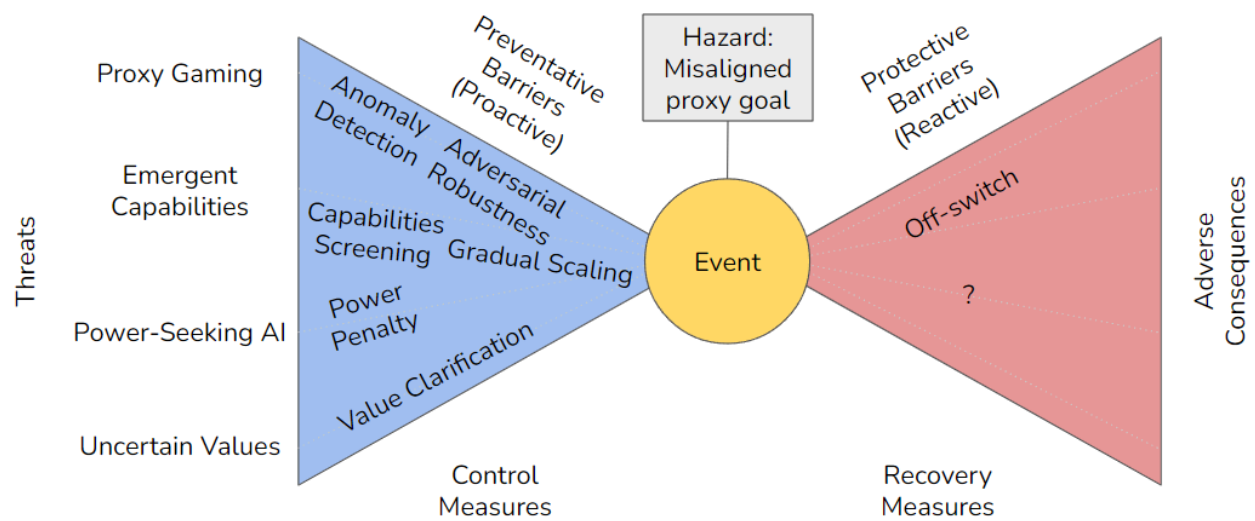 Threats
Proxy Gaming
Emergent
Capabilities
Power-Seeking AI
Uncertain Values
Preventative
Barriers
(Proactive)
Anomaly
Detection
Adversarial
Robustness
Capabilities
Screening
Gradual Scaling
Power
Penalty
Value Clarification
Control
Measures
Hazard:
Misaligned
proxy goal
Event
Protective
Barriers
(Reactive)
Off-switch
?
Recovery
Measures
Adverse
Consequences